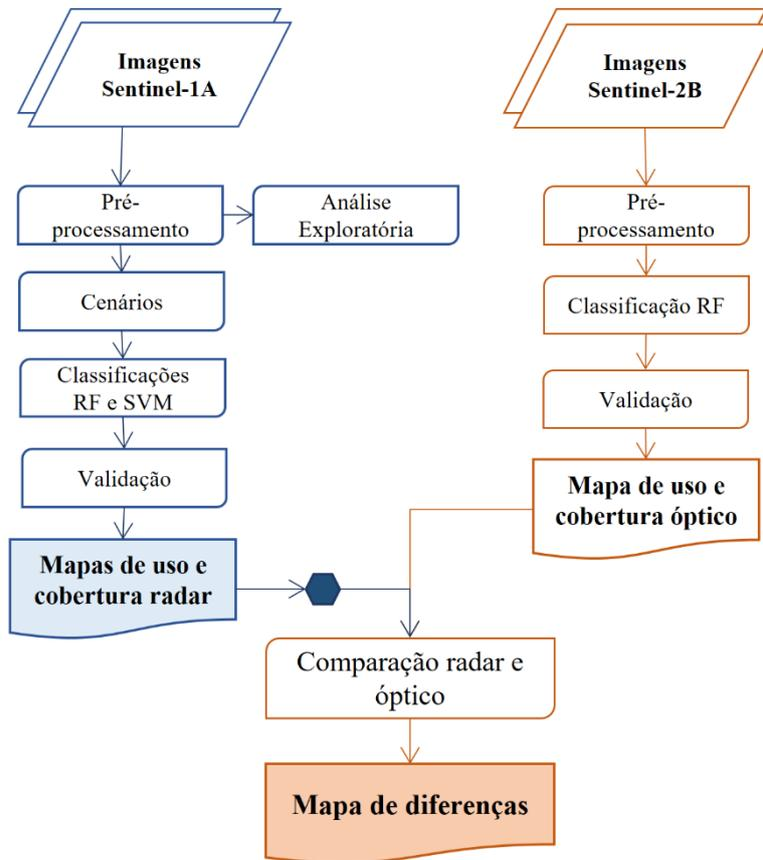 Imagens
Sentinel-1A
Pré-
processamento
Análise
Exploratória
Cenários
Classificações
RF e SVM
Validação
Mapas de uso e
cobertura radar
Imagens
Sentinel-2B
Pré-
processamento
Classificação RF
Validação
Mapa de uso e
cobertura óptico
Comparação radar e
óptico
Mapa de diferenças